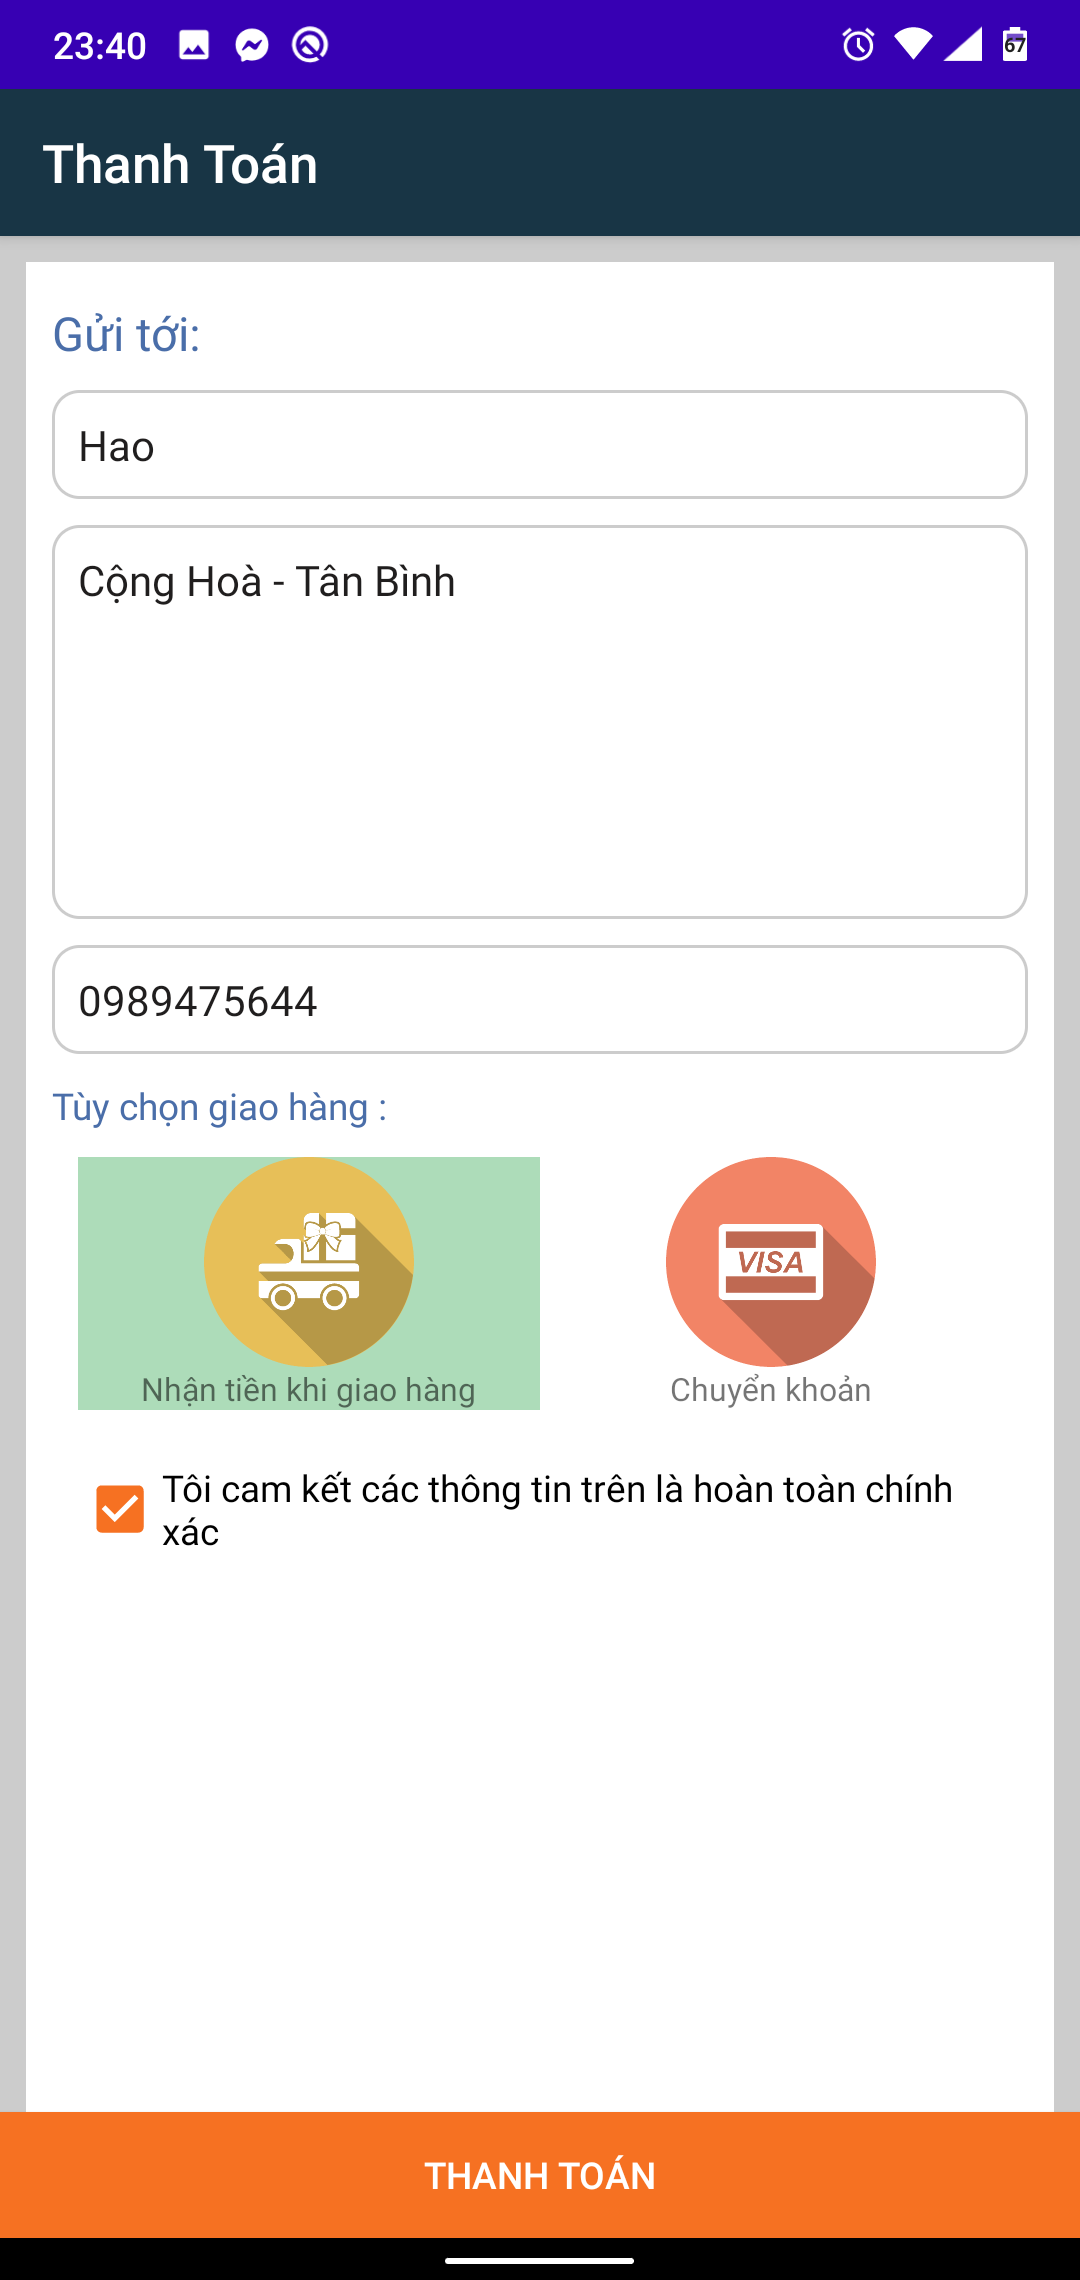 23:40
67
Thanh Toán
Gửi tới:
Hao
Cộng Hoà - Tân Bình
0989475644
Tùy chọn giao hàng :
VISA
Nhận tiền khi giao hàng
Chuyển khoản
Tôi cam kết các thông tin trên là hoàn toàn chính
xác
THANH TOÁN